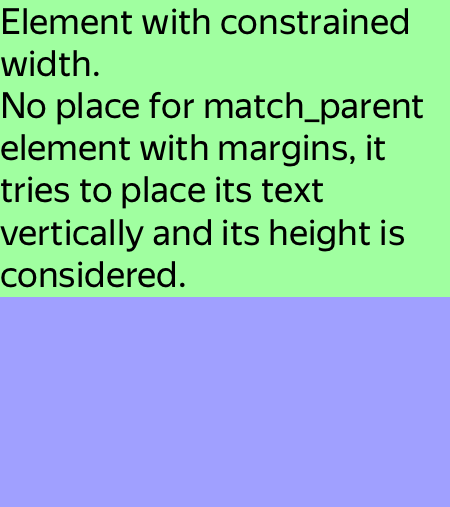 Element with constrained
width.
No place for match_parent
element with margins, it
tries to place its text
vertically and its height is
considered.